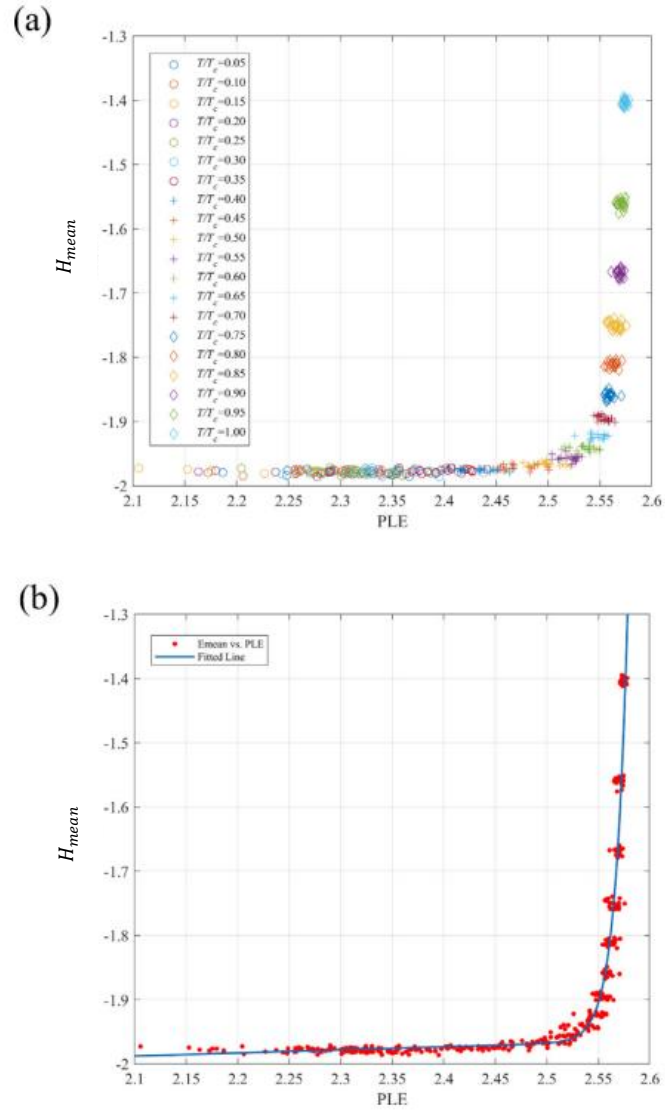 (a)
-1.3
-1.4
-1.5
-1.6
-1.7
-1.8
-1.9
-2
H_mean
T/T_c=0.05
T/T_c=0.10
T/T_c=0.15
T/T_c=0.20
T/T_c=0.25
T/T_c=0.30
T/T_c=0.35
T/T_c=0.40
T/T_c=0.45
T/T_c=0.50
T/T_c=0.55
T/T_c=0.60
T/T_c=0.65
T/T_c=0.70
T/T_c=0.75
T/T_c=0.80
T/T_c=0.85
T/T_c=0.90
T/T_c=0.95
T/T_c=1.00
2.1 2.15 2.2 2.25 2.3 2.35 2.4 2.45 2.5 2.55 2.6
PLE
(b)
-1.3
-1.4
-1.5
-1.6
-1.7
-1.8
-1.9
-2
H_mean
Emean vs. PLE
Fitted Line
2.1 2.15 2.2 2.25 2.3 2.35 2.4 2.45 2.5 2.55 2.6
PLE